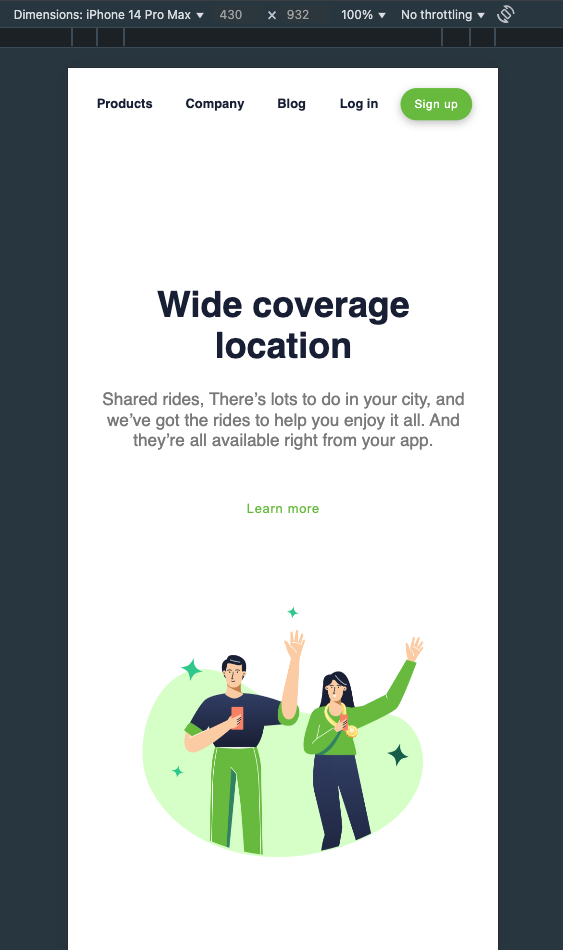 Dimensions: iPhone 14 Pro Max ▼ 430 × 932 100% ▼ No throttling ▼
Products Company Blog Log in Sign up
Wide coverage
location
Shared rides, There’s lots to do in your city, and
we’ve got the rides to help you enjoy it all. And
they’re all available right from your app.
Learn more